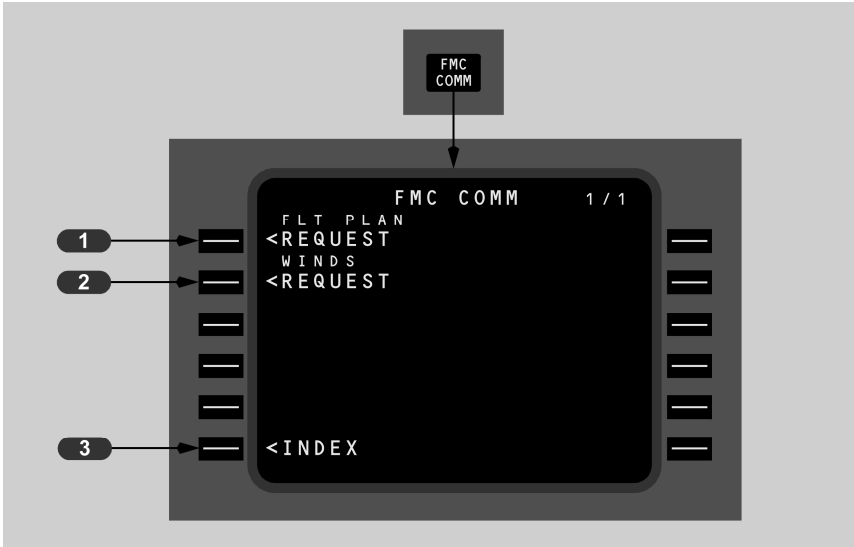 FMC
COMM
FMC COMM 1/1
FLT PLAN
1 <REQUEST
WINDS
2 <REQUEST
3 <INDEX